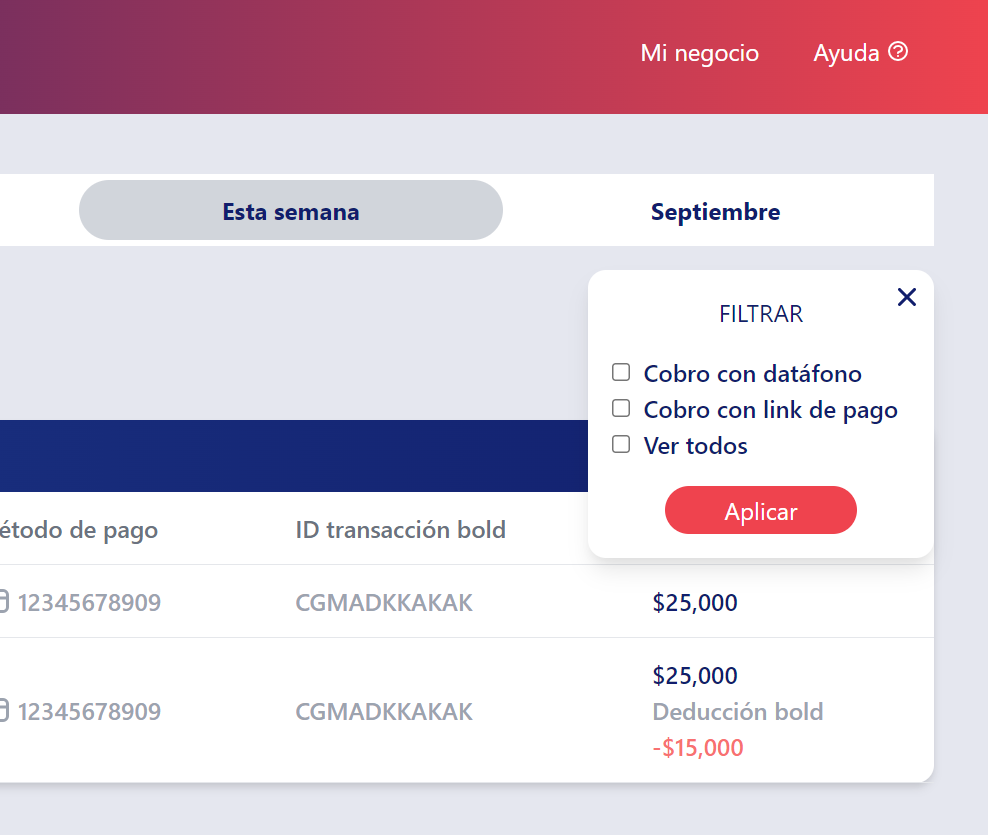 Mi negocio Ayuda
Esta semana Septiembre
FILTRAR
Cobro con datáfono
Cobro con link de pago
Ver todos
Aplicar
étodo de pago ID transacción bold
12345678909 CGMADKKAKAK $25,000
$25,000
12345678909 CGMADKKAKAK Deducción bold
-$15,000